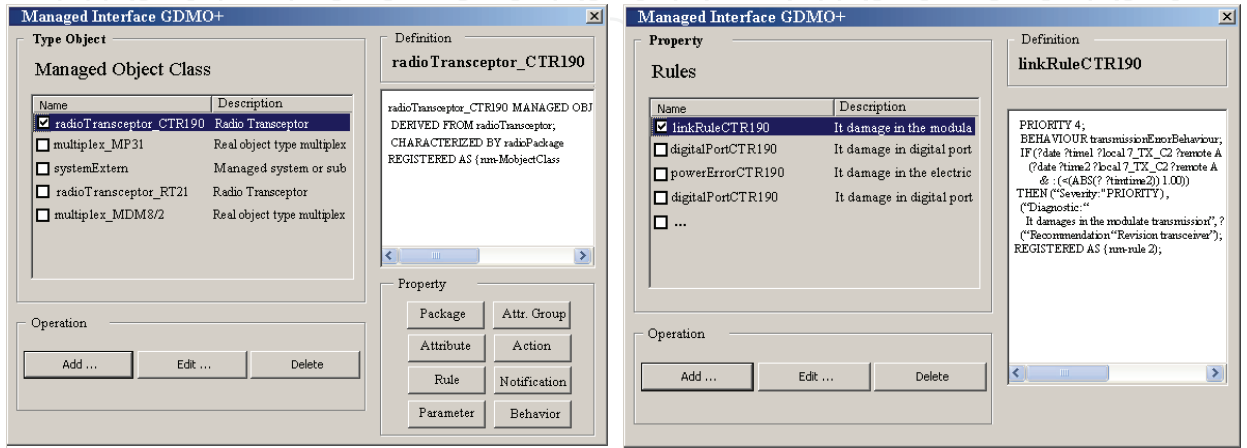 Managed Interface GDMO+
Type Object
Managed Object Class
Name Description
radioTransceptor_CTR190 Radio Transceptor
multiplex_MP31 Real object type multiplex
systemExtern Managed system or sub
radioTransceptor_RT21 Radio Transceptor
multiplex_MDM8/2 Real object type multiplex
Operation
Add ... Edit ... Delete
Definition
radioTransceptor_CTR190
radioTransceptor_CTR190 MANAGED OBJ
DERIVED FROM radioTransceptor;
CHARACTERIZED BY radioPackage
REGISTERED AS {nm-MobjectClass
Property
Package Attr. Group
Attribute Action
Rule Notification
Parameter Behavior
Managed Interface GDMO+
Property
Rules
Name Description
linkRuleCTR190 It damage in the modula
digitalPortCTR190 It damage in digital port
powerErrorCTR190 It damage in the electric
digitalPortCTR190 It damage in digital port
...
Operation
Add ... Edit ... Delete
Definition
linkRuleCTR190
PRIORITY 4;
BEHAVIOUR transmissionErrorBehaviour;
IF(?date ?time1 ?local 7_TX_C2 ?remote A
(?date ?time2 ?local 7_TX_C2 ?remote A
& : (<(ABS(? ?timtime2)) 1.00))
THEN ("Severity:" PRIORITY),
("Diagnostic:"
It damages in the modulate transmission", ?
("Recommendation "Revision transceiver");
REGISTERED AS {nm-rule 2);